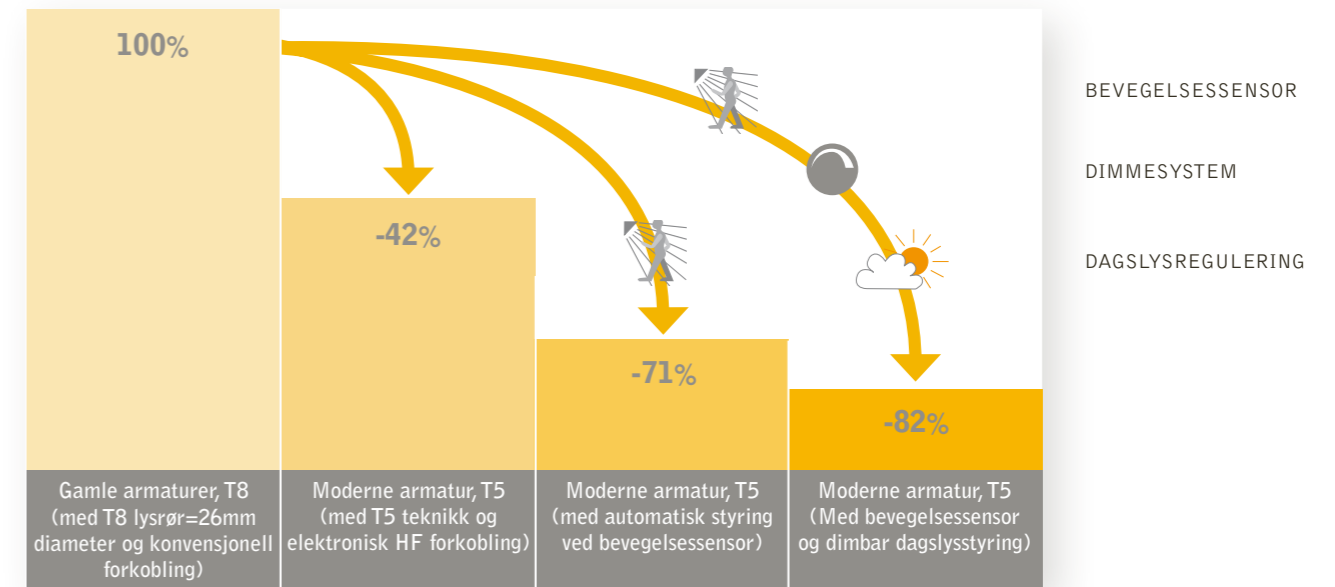 100%
-42%
-71%
-82%
BEVEGELSESSENSOR
DIMMESYSTEM
DAGSLYSREGULERING
Gamle armaturer, T8
(med T8 lysrør=26mm
diameter og konvensjonell
forkobling)
Moderne armatur, T5
(med T5 teknikk og
elektronisk HF forkobling)
Moderne armatur, T5
(med automatisk styring
ved bevegelsessensor)
Moderne armatur, T5
(Med bevegelsessensor
og dimbar dagslysstyring)